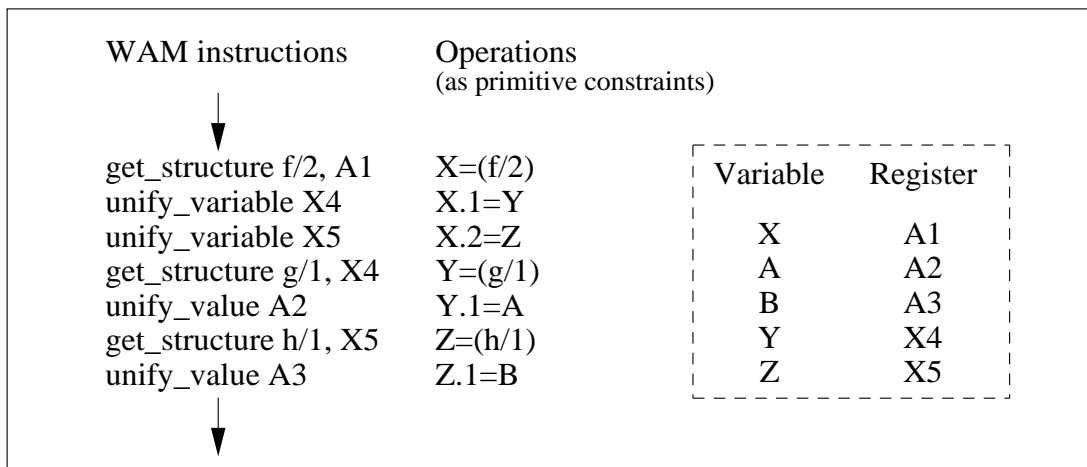 WAM instructions Operations
(as primitive constraints)
get_structure f/2, A1 X=(f/2)
unify_variable X4 X.1=Y
unify_variable X5 X.2=Z
get_structure g/1, X4 Y=(g/1)
unify_value A2 Y.1=A
get_structure h/1, X5 Z=(h/1)
unify_value A3 Z.1=B
Variable Register
X A1
A A2
B A3
Y X4
Z X5